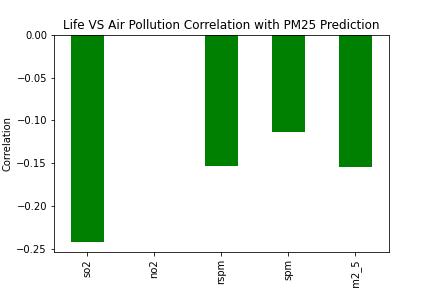 Life VS Air Pollution Correlation with PM25 Prediction
0.00
−0.05
−0.10
−0.15
−0.20
−0.25
Correlation
so2
no2
rspm
spm
m2_5